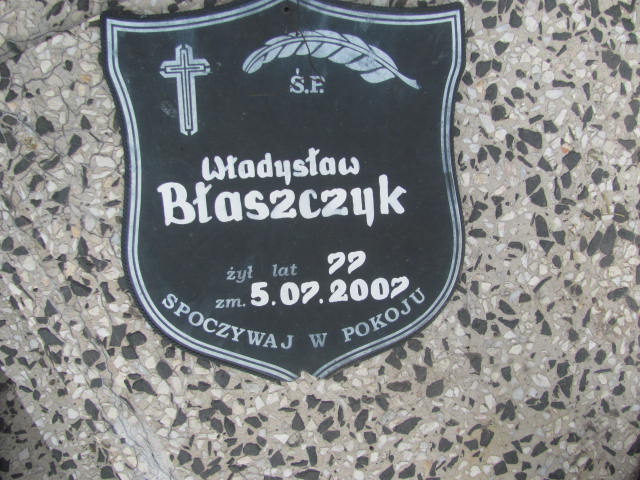 Ś.P.
Władysław
Błaszczyk
żył lat 77
zm. 5.07.2007
SPOCZYWAJ W POKOJU